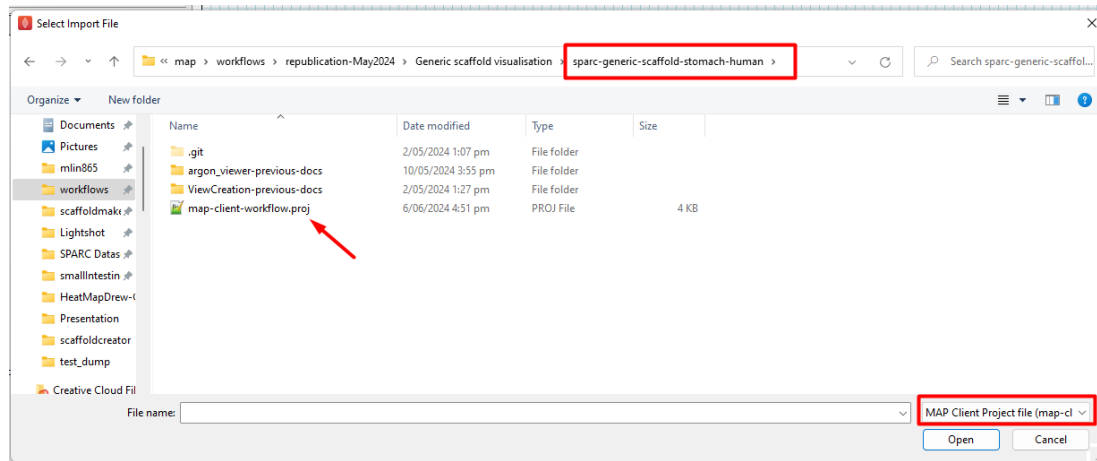 Select Import File
« map › workflows › republication-May2024 › Generic scaffold visualisation › sparc-generic-scaffold-stomach-human ›
Search sparc-generic-scaffol...
Organize
New folder
Name Date modified Type Size
Documents
Pictures
mlin865
workflows
scaffoldmake
Lightshot
SPARC Datas
smallIntestin
HeatMapDrew-C
Presentation
scaffoldcreator
test_dump
Creative Cloud Fil
.git 2/05/2024 1:07 pm File folder
argon_viewer-previous-docs 10/05/2024 3:55 pm File folder
ViewCreation-previous-docs 2/05/2024 1:27 pm File folder
map-client-workflow.proj 6/06/2024 4:51 pm PROJ File 4 KB
File name:
MAP Client Project file (map-cl
Open Cancel